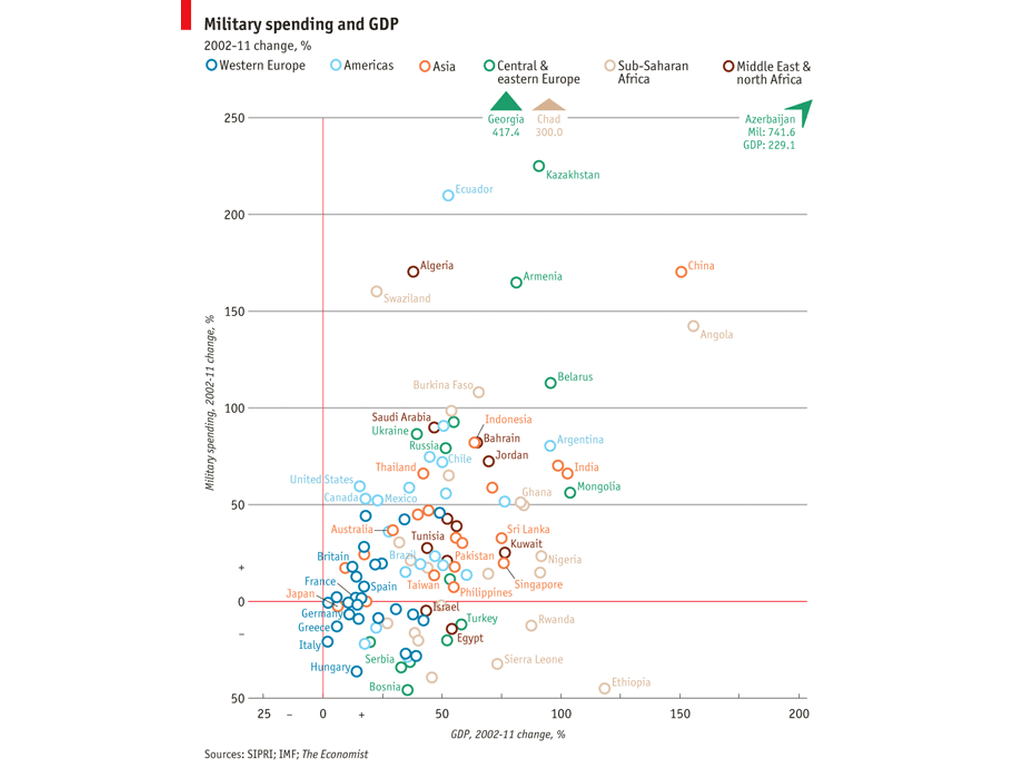 Military spending and GDP
2002-11 change, %
Western Europe
Americas
Asia
Central &
eastern Europe
Sub-Saharan
Africa
Middle East &
north Africa
250
Georgia
417.4
Chad
300.0
Azerbaijan
Mil: 741.6
GDP: 229.1
Kazakhstan
Ecuador
200
Algeria
China
Armenia
Swaziland
150
Angola
Belarus
Burkina Faso
100
Saudi Arabia
Indonesia
Ukraine
Bahrain
Argentina
Russia
Chile
Jordan
Thailand
India
United States
Mongolia
Canada
Mexico
Ghana
50
Australia
Tunisia
Sri Lanka
Kuwait
Britain
Brazil
Pakistan
Nigeria
+
France
Spain
Taiwan
Singapore
Japan
Philippines
0
Germany
Israel
Turkey
Rwanda
Greece
–
Egypt
Italy
Serbia
Sierra Leone
Hungary
Bosnia
Ethiopia
50
Military spending, 2002-11 change, %
25
–
0
+
50
100
150
200
GDP, 2002-11 change, %
Sources: SIPRI; IMF; The Economist